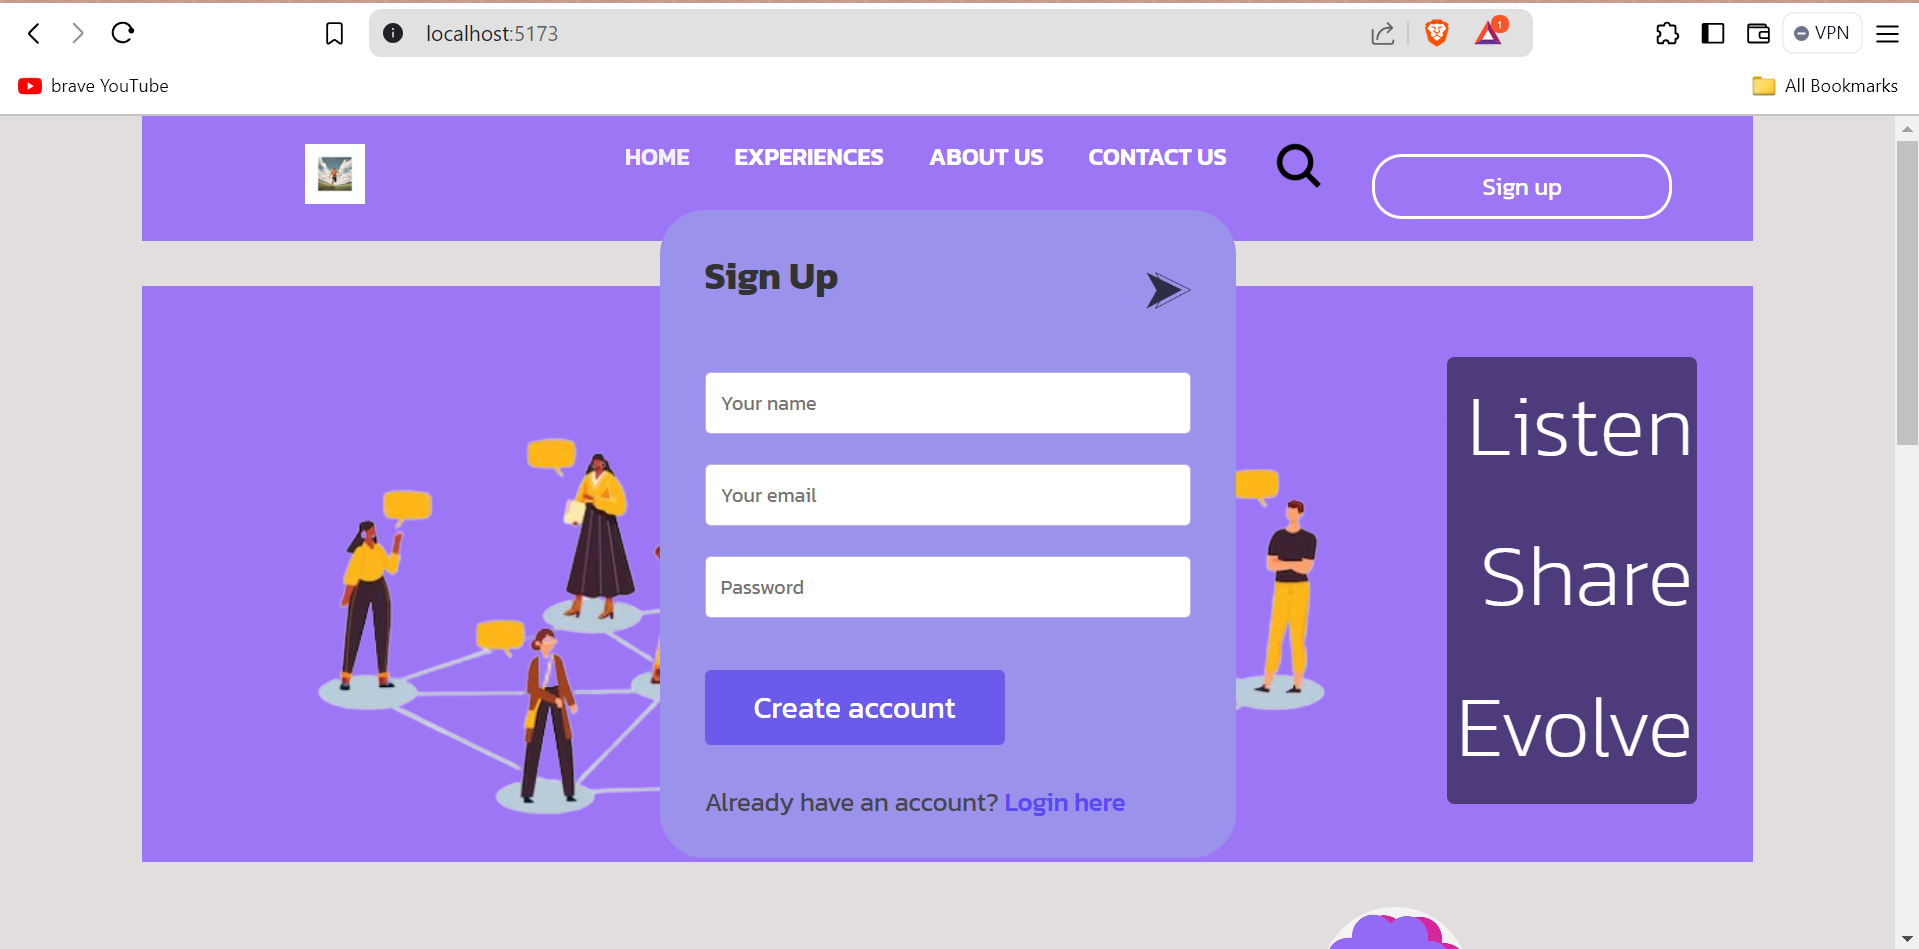 localhost:5173
1
VPN
brave YouTube
All Bookmarks
HOME EXPERIENCES ABOUT US CONTACT US
Sign up
Sign Up
Your name
Your email
Password
Create account
Already have an account? Login here
Listen
Share
Evolve